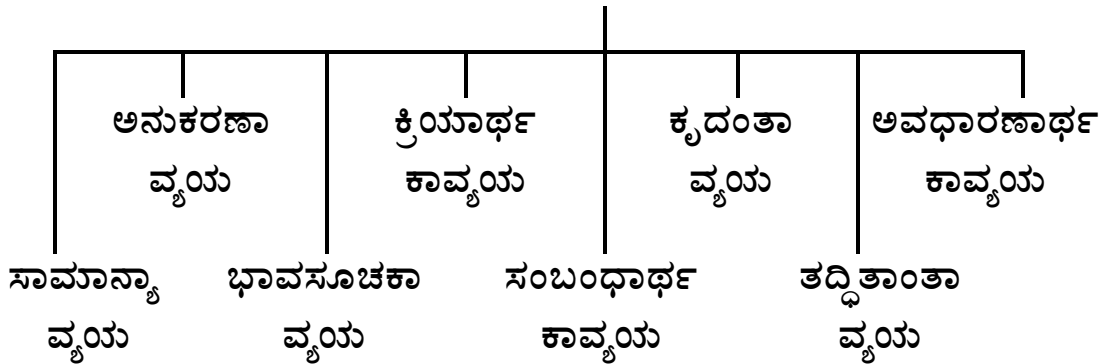 ಅನುಕರಣಾ
ವ್ಯಯ
ಕ್ರಿಯಾರ್ಥ
ಕಾವ್ಯಯ
ಕೃದಂತಾ
ವ್ಯಯ
ಅವಧಾರಣಾರ್ಥ
ಕಾವ್ಯಯ
ಸಾಮಾನ್ಯಾ
ವ್ಯಯ
ಭಾವಸೂಚಕಾ
ವ್ಯಯ
ಸಂಬಂಧಾರ್ಥ
ಕಾವ್ಯಯ
ತದ್ಧಿತಾಂತಾ
ವ್ಯಯ